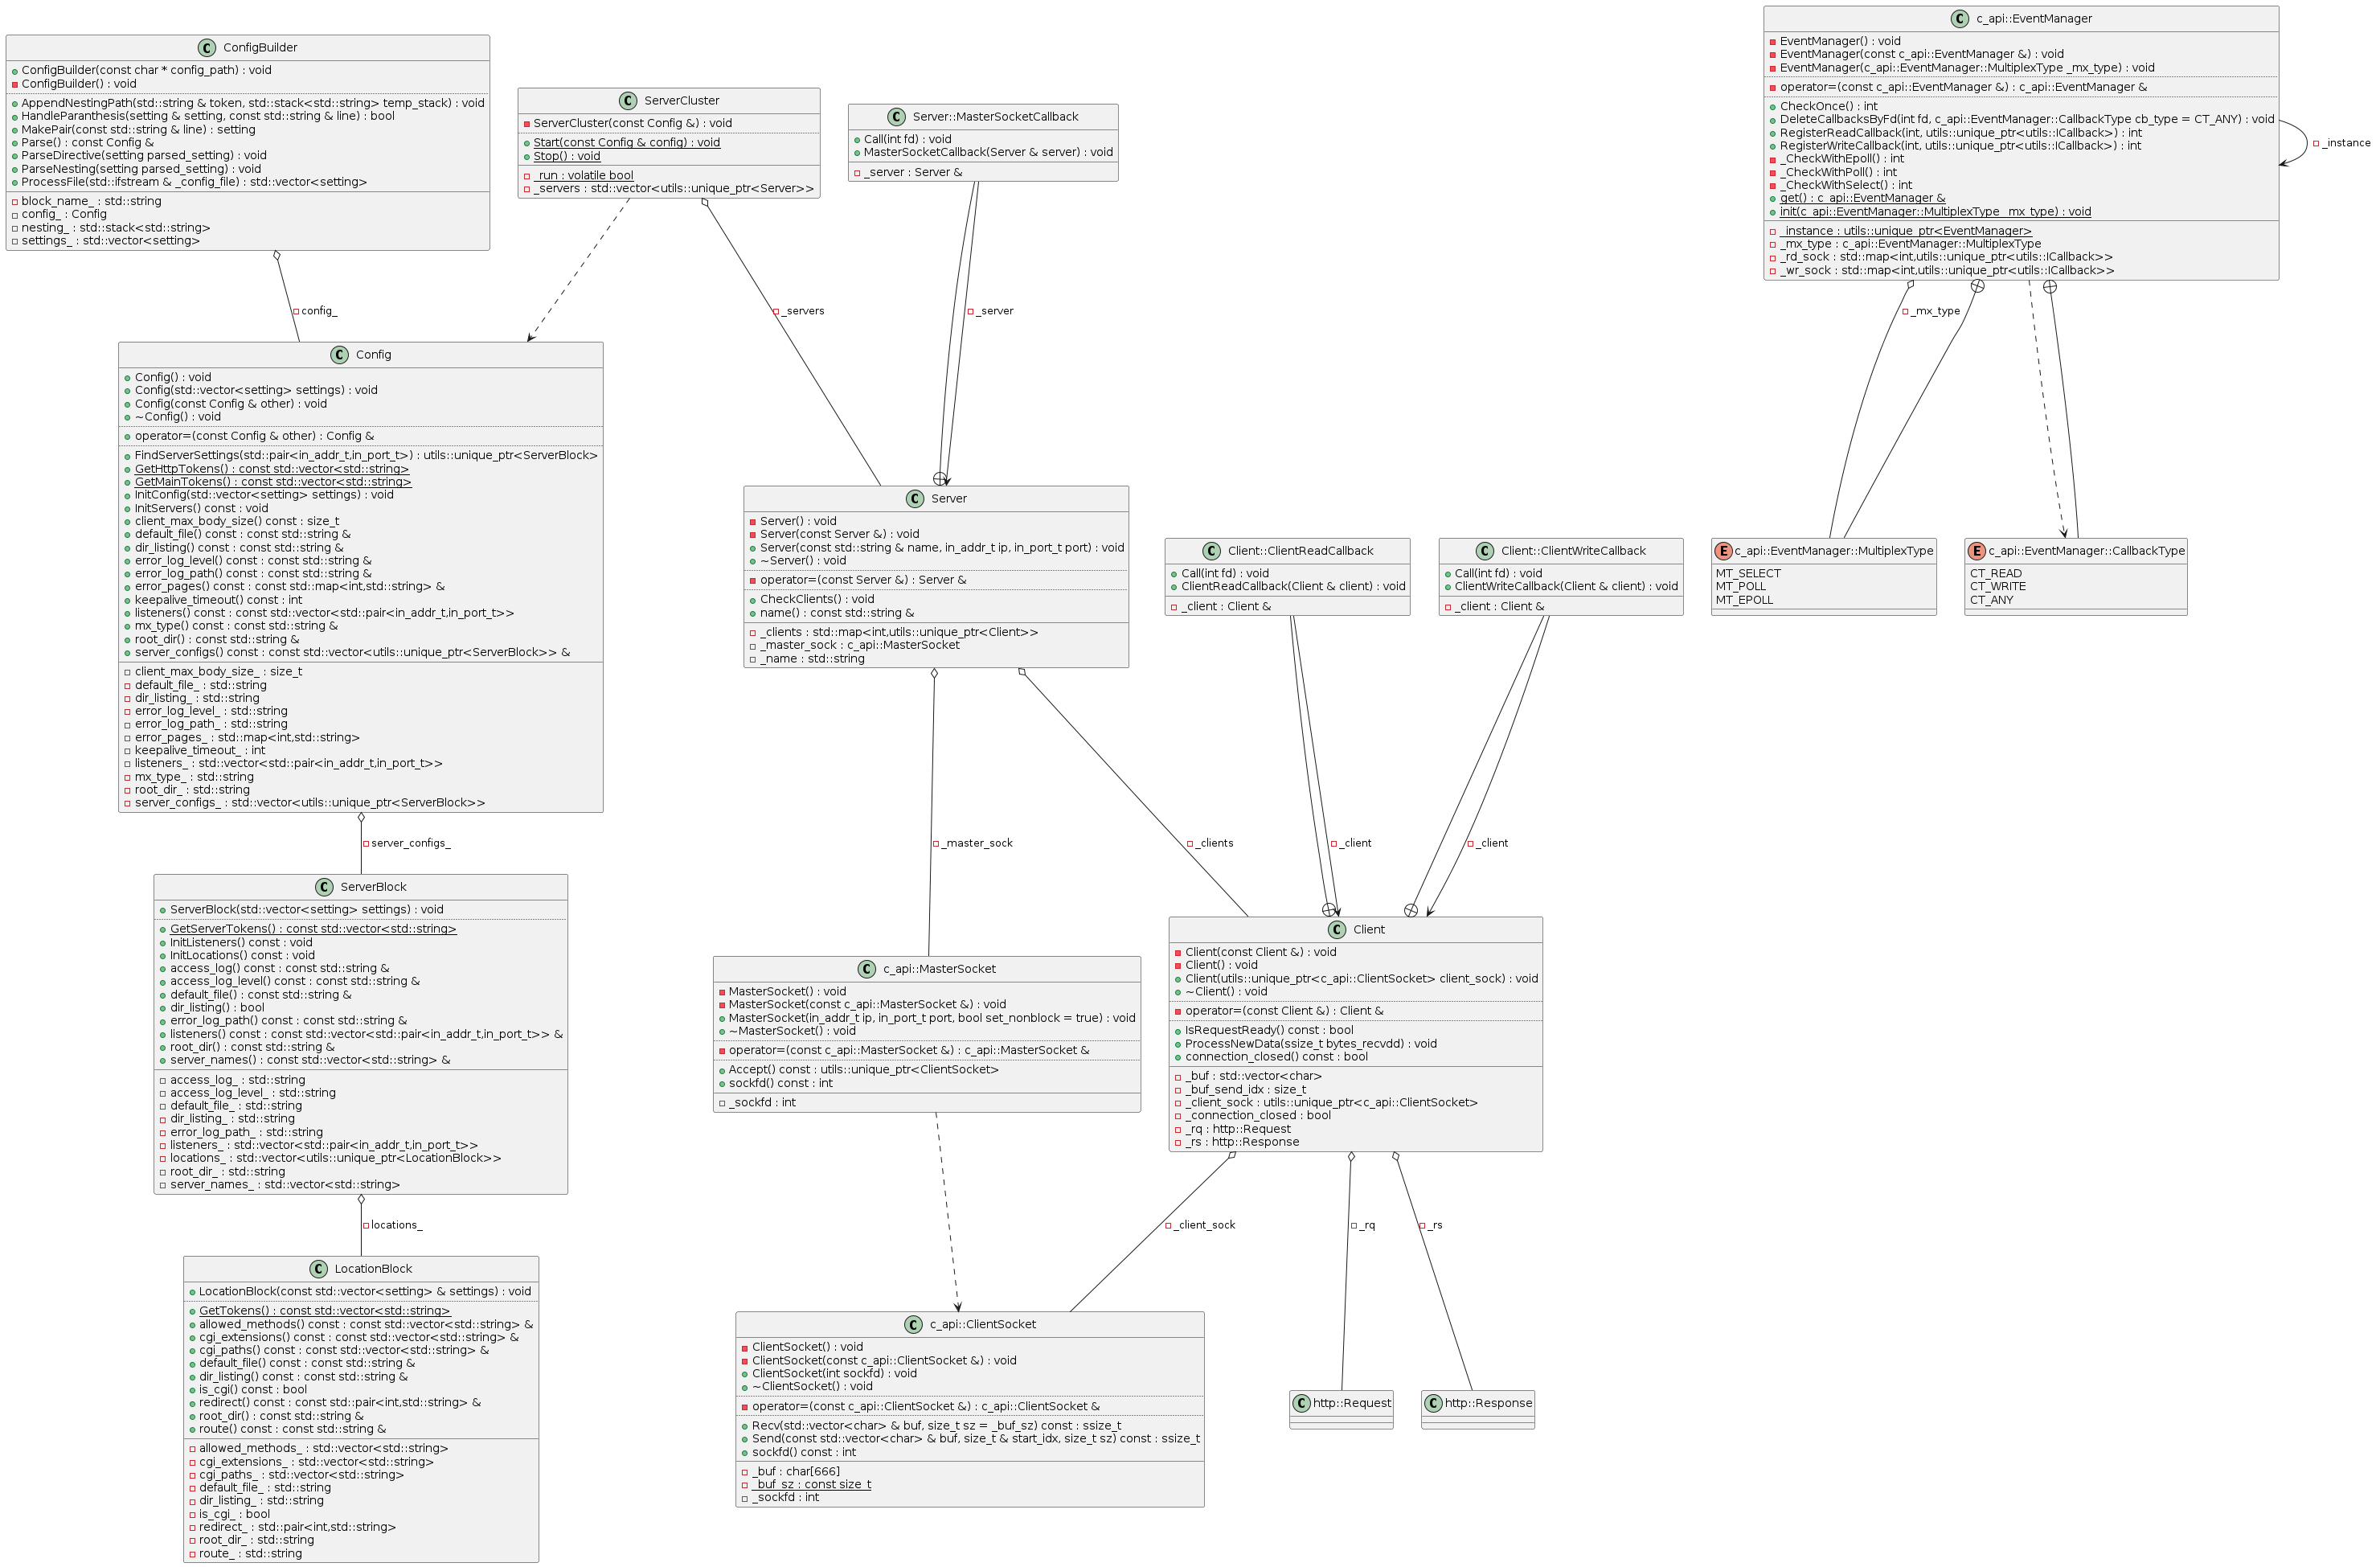 ConfigBuilder
ConfigBuilder(const char * config_path) : void
ConfigBuilder() : void
AppendNestingPath(std::string & token, std::stack<std::string> temp_stack) : void
HandleParanthesis(setting & setting, const std::string & line) : bool
MakePair(const std::string & line) : setting
Parse() : const Config &
ParseDirective(setting parsed_setting) : void
ParseNesting(setting parsed_setting) : void
ProcessFile(std::ifstream & _config_file) : std::vector<setting>
block_name_ : std::string
config_ : Config
nesting_ : std::stack<std::string>
settings_ : std::vector<setting>
ServerCluster
ServerCluster(const Config &) : void
Start(const Config & config) : void
Stop() : void
_run : volatile bool
_servers : std::vector<utils::unique_ptr<Server>>
Server::MasterSocketCallback
Call(int fd) : void
MasterSocketCallback(Server & server) : void
_server : Server &
c_api::EventManager
EventManager() : void
EventManager(const c_api::EventManager &) : void
EventManager(c_api::EventManager::MultiplexType _mx_type) : void
operator=(const c_api::EventManager &) : c_api::EventManager &
CheckOnce() : int
DeleteCallbacksByFd(int fd, c_api::EventManager::CallbackType cb_type = CT_ANY) : void
RegisterReadCallback(int, utils::unique_ptr<utils::ICallback>) : int
RegisterWriteCallback(int, utils::unique_ptr<utils::ICallback>) : int
_CheckWithEpoll() : int
_CheckWithPoll() : int
_CheckWithSelect() : int
get() : c_api::EventManager &
init(c_api::EventManager::MultiplexType _mx_type) : void
_instance : utils::unique_ptr<EventManager>
_mx_type : c_api::EventManager::MultiplexType
_rd_sock : std::map<int,utils::unique_ptr<utils::ICallback>>
_wr_sock : std::map<int,utils::unique_ptr<utils::ICallback>>
_instance
config_
_servers
_server
_mx_type
Config
Config() : void
Config(std::vector<setting> settings) : void
Config(const Config & other) : void
~Config() : void
operator=(const Config & other) : Config &
FindServerSettings(std::pair<in_addr_t,in_port_t>) : utils::unique_ptr<ServerBlock>
GetHttpTokens() : const std::vector<std::string>
GetMainTokens() : const std::vector<std::string>
InitConfig(std::vector<setting> settings) : void
InitServers() const : void
client_max_body_size() const : size_t
default_file() const : const std::string &
dir_listing() const : const std::string &
error_log_level() const : const std::string &
error_log_path() const : const std::string &
error_pages() const : const std::map<int,std::string> &
keepalive_timeout() const : int
listeners() const : const std::vector<std::pair<in_addr_t,in_port_t>>
mx_type() const : const std::string &
root_dir() : const std::string &
server_configs() const : const std::vector<utils::unique_ptr<ServerBlock>> &
client_max_body_size_ : size_t
default_file_ : std::string
dir_listing_ : std::string
error_log_level_ : std::string
error_log_path_ : std::string
error_pages_ : std::map<int,std::string>
keepalive_timeout_ : int
listeners_ : std::vector<std::pair<in_addr_t,in_port_t>>
mx_type_ : std::string
root_dir_ : std::string
server_configs_ : std::vector<utils::unique_ptr<ServerBlock>>
Server
Server() : void
Server(const Server &) : void
Server(const std::string & name, in_addr_t ip, in_port_t port) : void
~Server() : void
operator=(const Server &) : Server &
CheckClients() : void
name() : const std::string &
_clients : std::map<int,utils::unique_ptr<Client>>
_master_sock : c_api::MasterSocket
_name : std::string
Client::ClientReadCallback
Call(int fd) : void
ClientReadCallback(Client & client) : void
_client : Client &
Client::ClientWriteCallback
Call(int fd) : void
ClientWriteCallback(Client & client) : void
_client : Client &
c_api::EventManager::MultiplexType
MT_SELECT
MT_POLL
MT_EPOLL
c_api::EventManager::CallbackType
CT_READ
CT_WRITE
CT_ANY
server_configs_
_master_sock
_clients
_client
_client
ServerBlock
ServerBlock(std::vector<setting> settings) : void
GetServerTokens() : const std::vector<std::string>
InitListeners() const : void
InitLocations() const : void
access_log() const : const std::string &
access_log_level() const : const std::string &
default_file() : const std::string &
dir_listing() : bool
error_log_path() const : const std::string &
listeners() const : const std::vector<std::pair<in_addr_t,in_port_t>> &
root_dir() : const std::string &
server_names() : const std::vector<std::string> &
access_log_ : std::string
access_log_level_ : std::string
default_file_ : std::string
dir_listing_ : std::string
error_log_path_ : std::string
listeners_ : std::vector<std::pair<in_addr_t,in_port_t>>
locations_ : std::vector<utils::unique_ptr<LocationBlock>>
root_dir_ : std::string
server_names_ : std::vector<std::string>
c_api::MasterSocket
MasterSocket() : void
MasterSocket(const c_api::MasterSocket &) : void
MasterSocket(in_addr_t ip, in_port_t port, bool set_nonblock = true) : void
~MasterSocket() : void
operator=(const c_api::MasterSocket &) : c_api::MasterSocket &
Accept() const : utils::unique_ptr<ClientSocket>
sockfd() const : int
_sockfd : int
Client
Client(const Client &) : void
Client() : void
Client(utils::unique_ptr<c_api::ClientSocket> client_sock) : void
~Client() : void
operator=(const Client &) : Client &
IsRequestReady() const : bool
ProcessNewData(ssize_t bytes_recvdd) : void
connection_closed() const : bool
_buf : std::vector<char>
_buf_send_idx : size_t
_client_sock : utils::unique_ptr<c_api::ClientSocket>
_connection_closed : bool
_rq : http::Request
_rs : http::Response
locations_
_client_sock
_rq
_rs
LocationBlock
LocationBlock(const std::vector<setting> & settings) : void
GetTokens() : const std::vector<std::string>
allowed_methods() const : const std::vector<std::string> &
cgi_extensions() const : const std::vector<std::string> &
cgi_paths() const : const std::vector<std::string> &
default_file() const : const std::string &
dir_listing() const : const std::string &
is_cgi() const : bool
redirect() const : const std::pair<int,std::string> &
root_dir() : const std::string &
route() const : const std::string &
allowed_methods_ : std::vector<std::string>
cgi_extensions_ : std::vector<std::string>
cgi_paths_ : std::vector<std::string>
default_file_ : std::string
dir_listing_ : std::string
is_cgi_ : bool
redirect_ : std::pair<int,std::string>
root_dir_ : std::string
route_ : std::string
c_api::ClientSocket
ClientSocket() : void
ClientSocket(const c_api::ClientSocket &) : void
ClientSocket(int sockfd) : void
~ClientSocket() : void
operator=(const c_api::ClientSocket &) : c_api::ClientSocket &
Recv(std::vector<char> & buf, size_t sz = _buf_sz) const : ssize_t
Send(const std::vector<char> & buf, size_t & start_idx, size_t sz) const : ssize_t
sockfd() const : int
_buf : char[666]
_buf_sz : const size_t
_sockfd : int
http::Request
http::Response